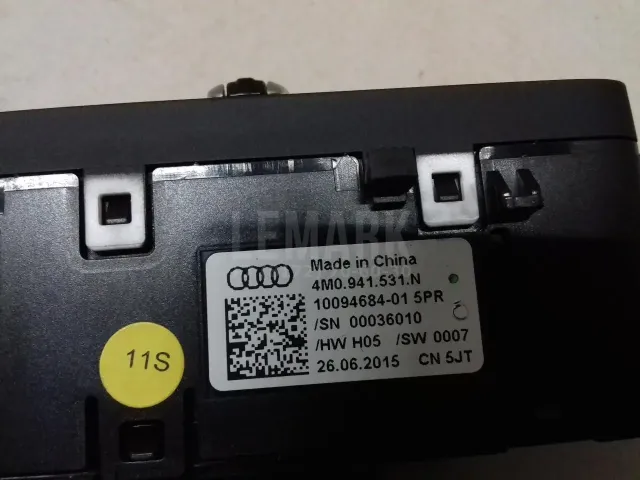 LEMARK
Made in China
4M0.941.531.N
10094684-01 5PR
/SN 00036010
/HW H05 /SW 0007
26.06.2015 CN 5JT
11S